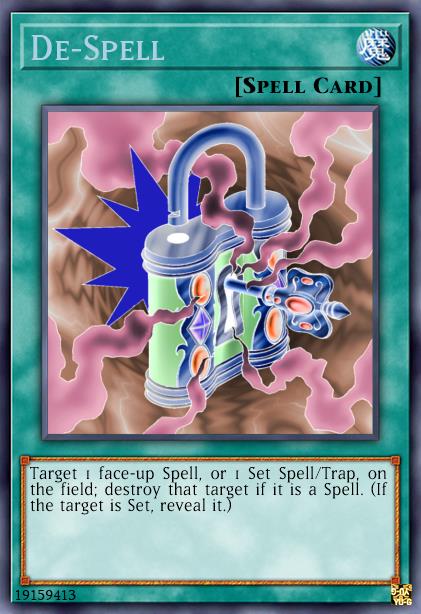 De-Spell
魔
[Spell Card]
Target 1 face-up Spell, or 1 Set Spell/Trap, on
the field; destroy that target if it is a Spell. (If
the target is Set, reveal it.)
19159413